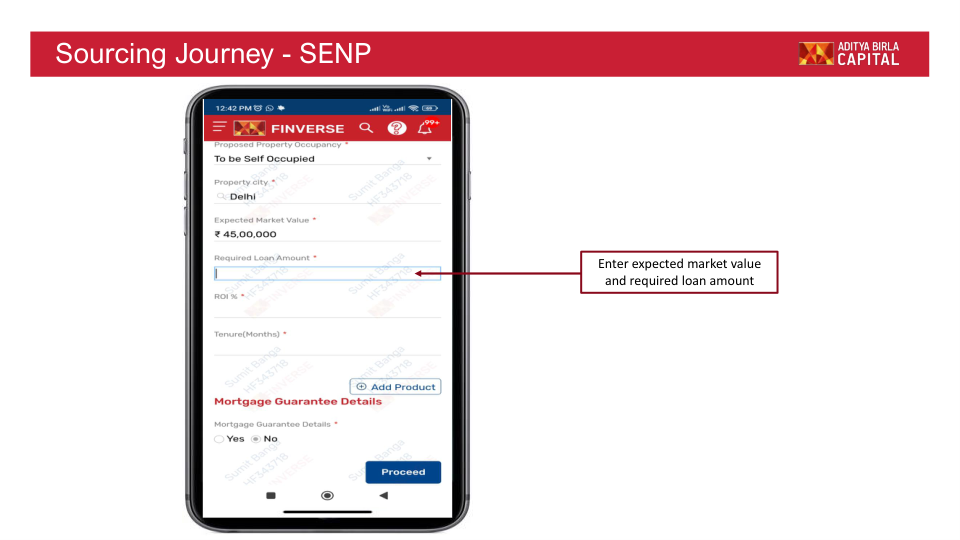 Sourcing Journey - SENP
ADITYA BIRLA
CAPITAL
12:42 PM
99+
FINVERSE
Proposed Property Occupancy *
To be Self Occupied
Property city *
Delhi
Expected Market Value *
₹ 45,00,000
Required Loan Amount *
Enter expected market value
and required loan amount
ROI % *
Tenure(Months) *
Add Product
Mortgage Guarantee Details
Mortgage Guarantee Details *
Yes No
Proceed
Sumit Banga
HF343718
FINVERSE